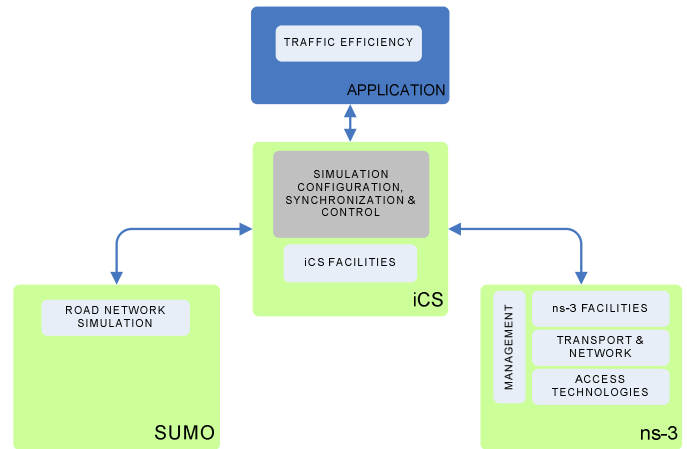 TRAFFIC EFFICIENCY
APPLICATION
SIMULATION
CONFIGURATION,
SYNCHRONIZATION &
CONTROL
iCS FACILITIES
iCS
ROAD NETWORK
SIMULATION
SUMO
MANAGEMENT
ns-3 FACILITIES
TRANSPORT &
NETWORK
ACCESS
TECHNOLOGIES
ns-3